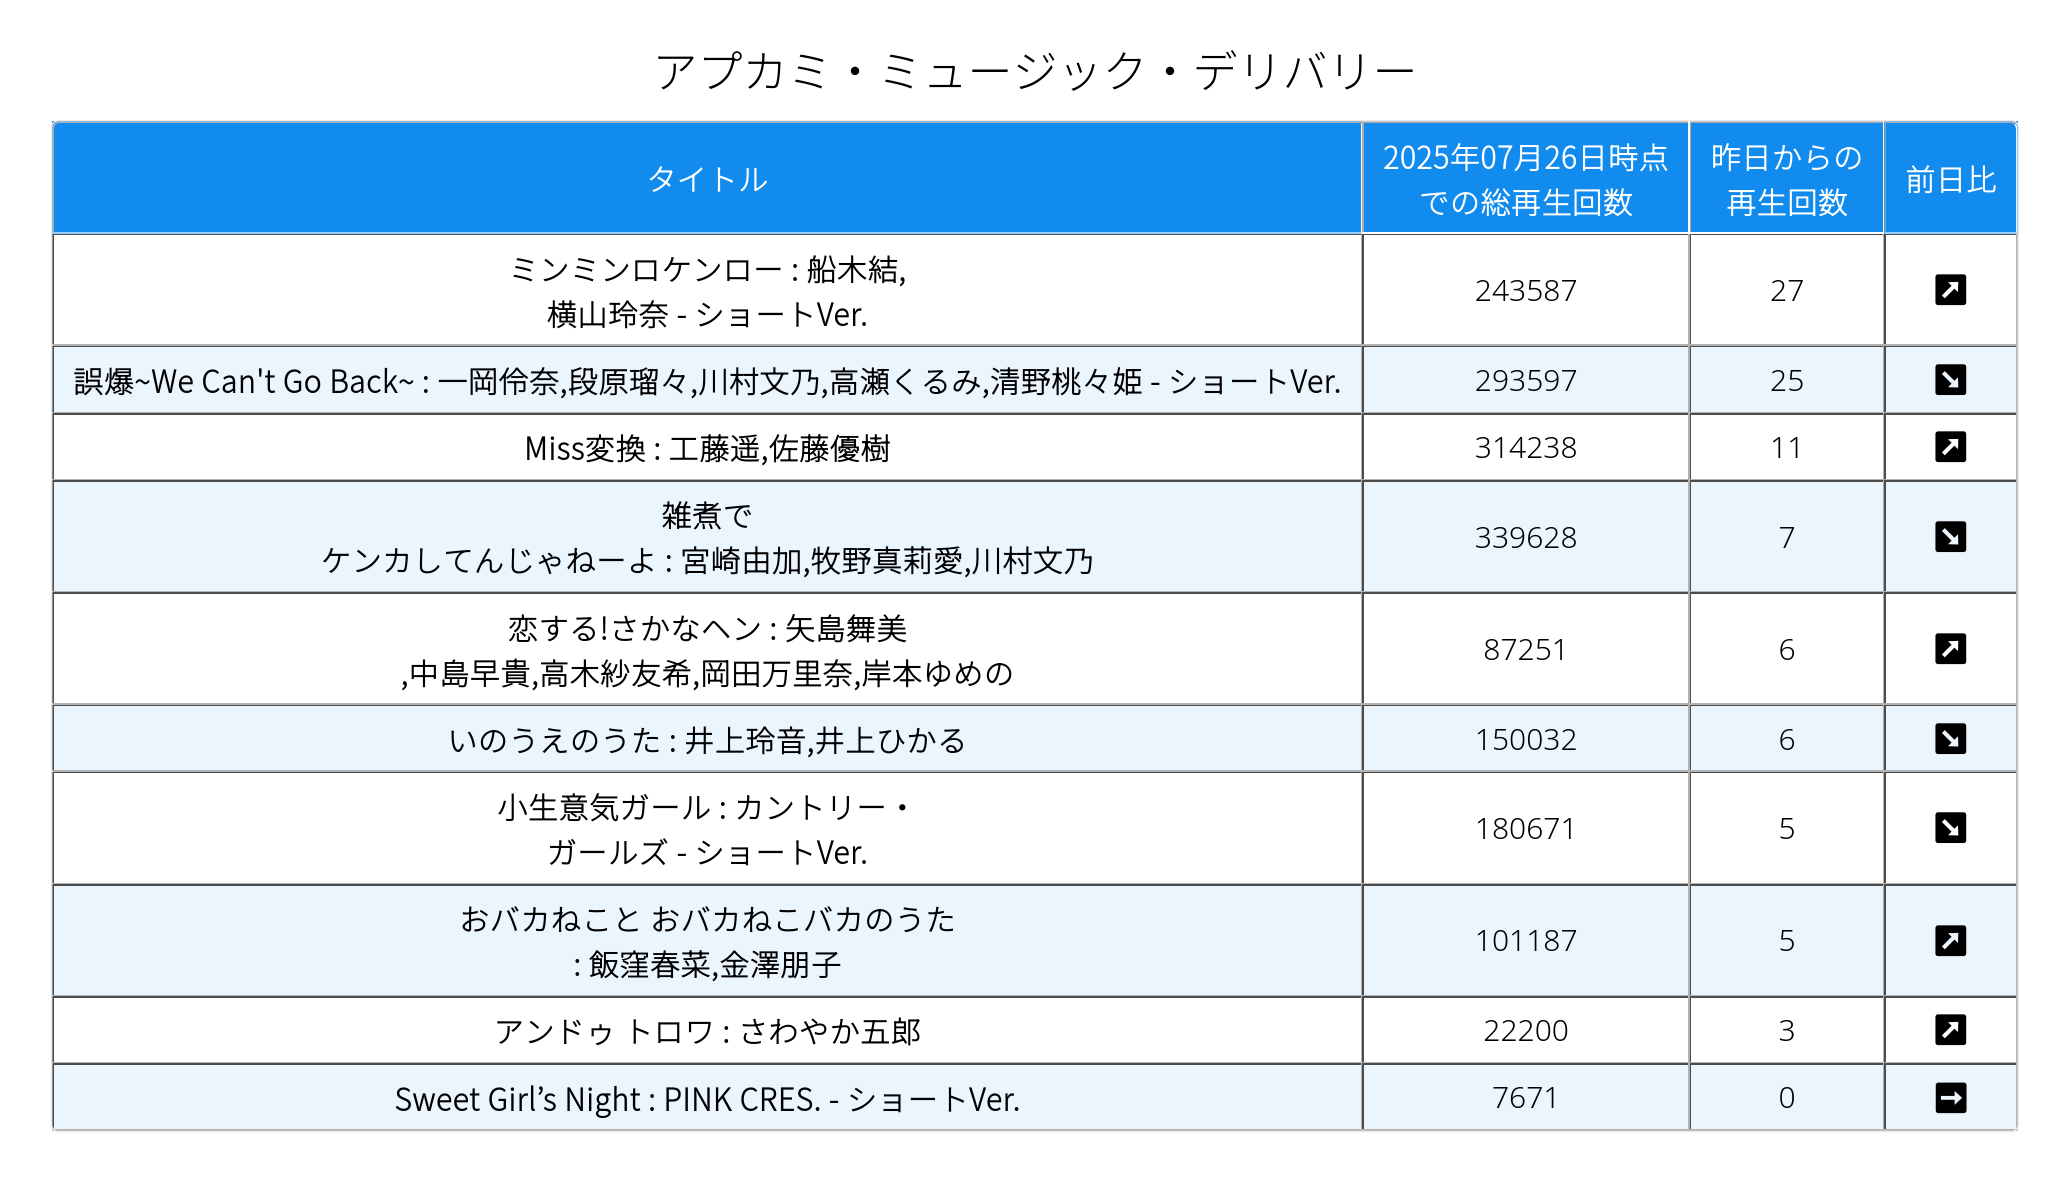 アプカミ・ミュージック・デリバリー
タイトル
2025年07月26日時点
での総再生回数
昨日からの
再生回数
前日比
ミンミンロケンロー : 船木結,
横山玲奈 - ショートVer.
243587
27
誤爆~We Can't Go Back~ : 一岡伶奈,段原瑠々,川村文乃,高瀬くるみ,清野桃々姫 - ショートVer.
293597
25
Miss変換 : 工藤遥,佐藤優樹
314238
11
雑煮で
ケンカしてんじゃねーよ : 宮崎由加,牧野真莉愛,川村文乃
339628
7
恋する!さかなヘン : 矢島舞美
,中島早貴,高木紗友希,岡田万里奈,岸本ゆめの
87251
6
いのうえのうた : 井上玲音,井上ひかる
150032
6
小生意気ガール : カントリー・
ガールズ - ショートVer.
180671
5
おバカねこと おバカねこバカのうた
: 飯窪春菜,金澤朋子
101187
5
アンドゥ トロワ : さわやか五郎
22200
3
Sweet Girl’s Night : PINK CRES. - ショートVer.
7671
0